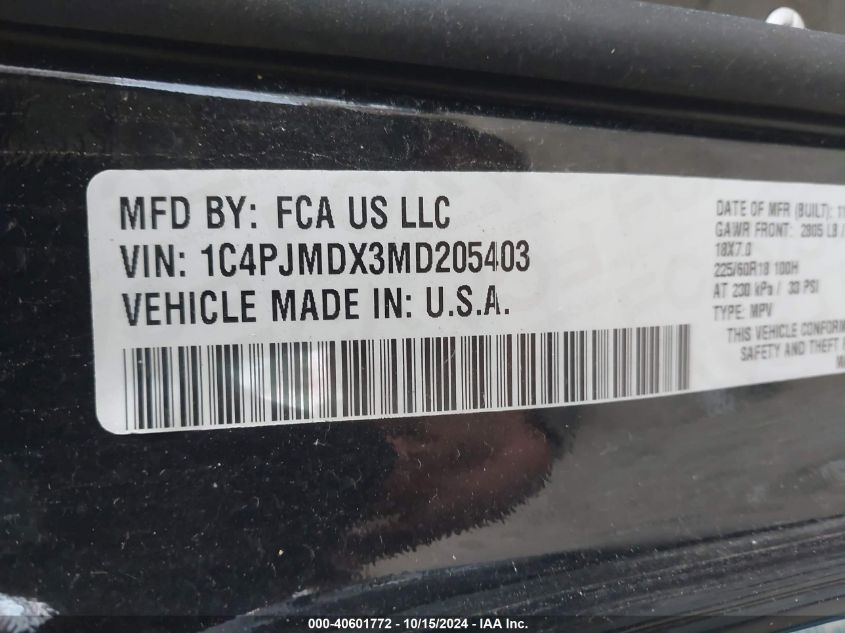 MFD BY: FCA US LLC
VIN: 1C4PJMDX3MD205403
VEHICLE MADE IN: U.S.A.
DATE OF MFR (BUILT): 11
GAWR FRONT: 2805 LB /
18X7.0
225/60R18 100H
AT 230 kPa / 33 PSI
TYPE: MPV
THIS VEHICLE CONFORM
SAFETY AND THEFT
000-40601772 - 10/15/2024 - IAA Inc.